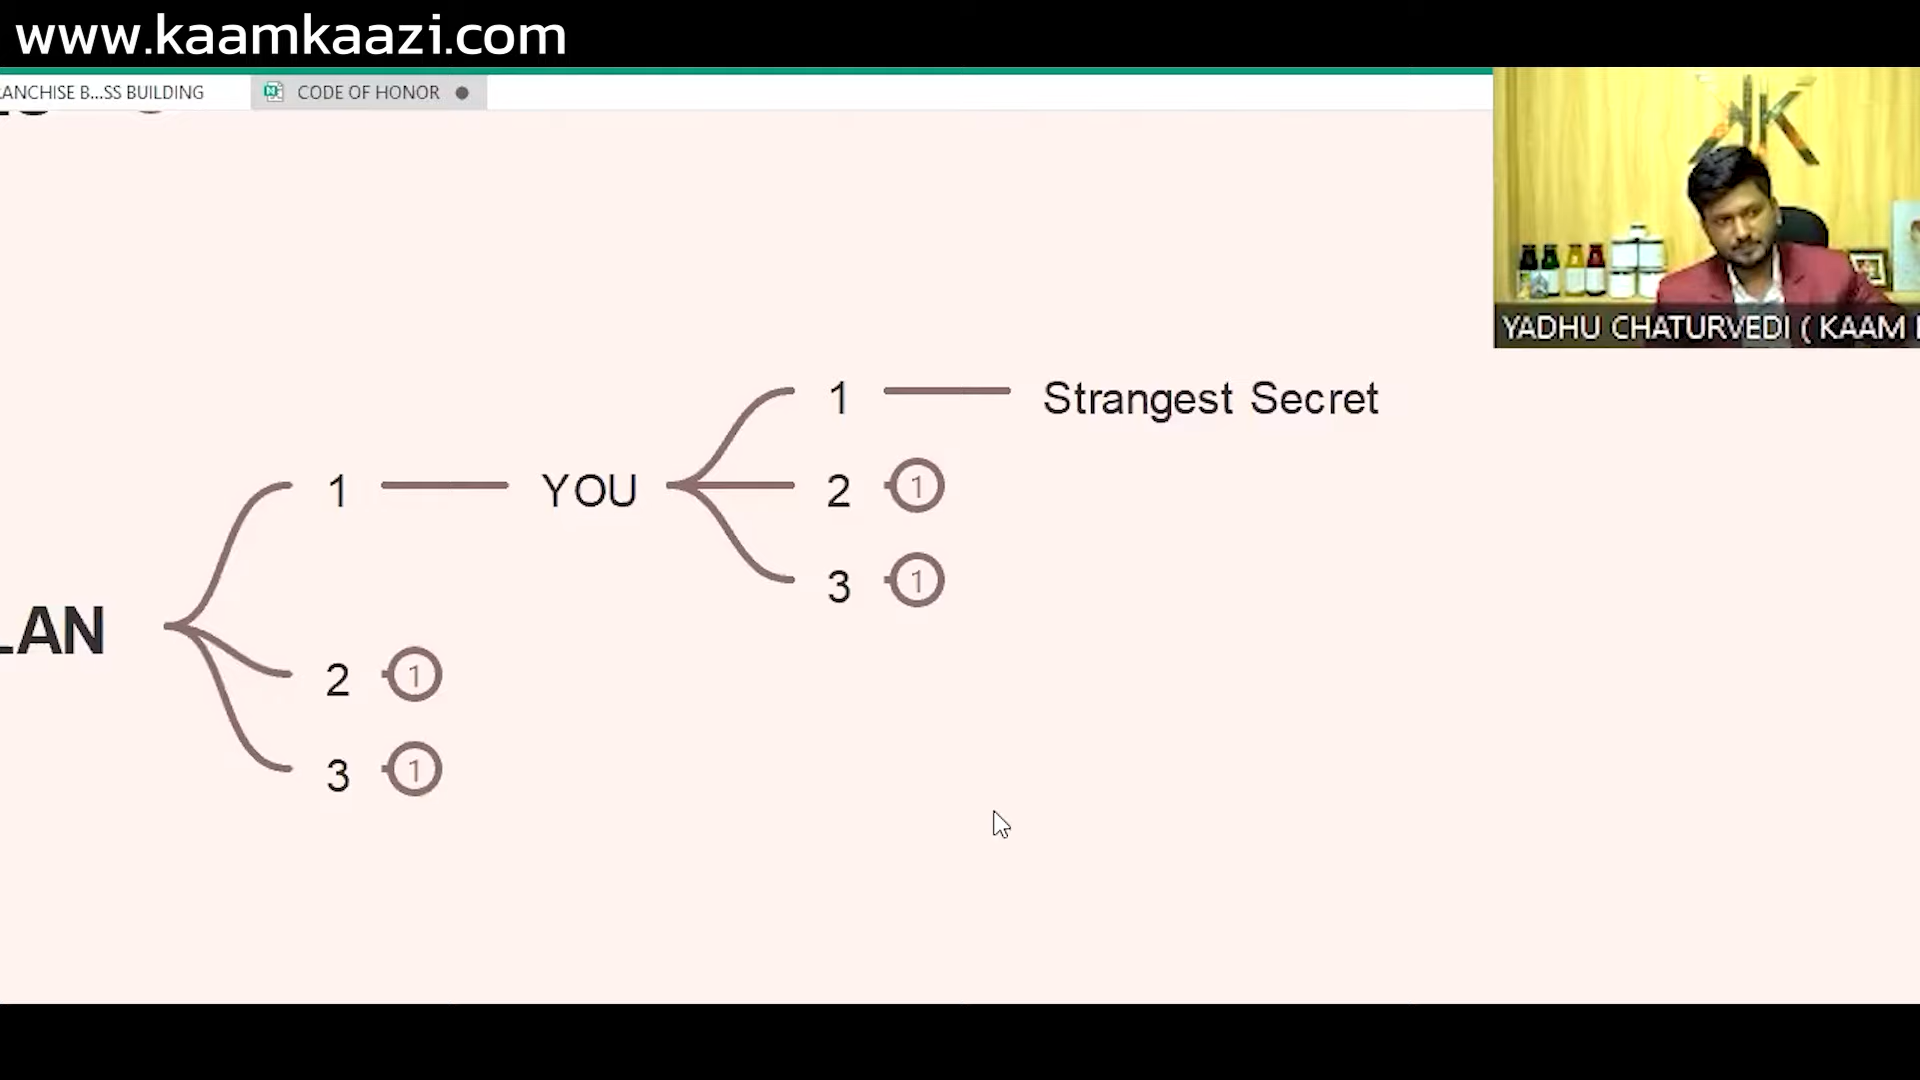 www.kaamkaazi.com
ANCHISE B...SS BUILDING
CODE OF HONOR
YADHU CHATURVEDI ( KAAM
1
Strangest Secret
1
YOU
2
1
3
1
LAN
2
1
3
1